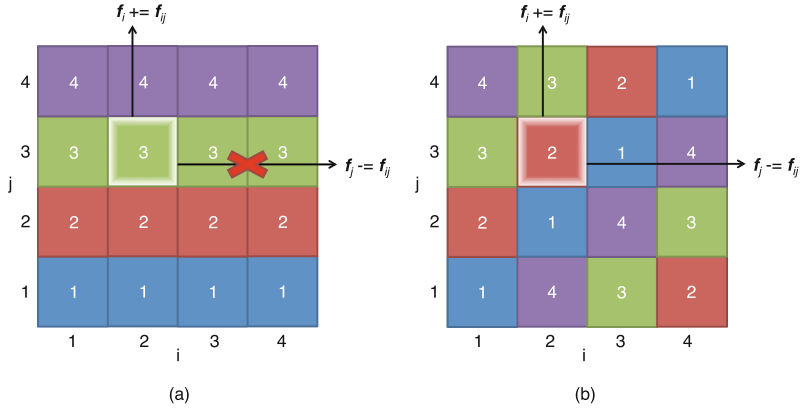 f_i += f_ij
f_i += f_ij
4 4 4 4 4
4 4 3 2 1
3 3 3 3 3
f_j -= f_ij
3 3 2 1 4
f_j -= f_ij
j
j
2 2 2 2 2
2 2 1 4 3
1 1 1 1 1
1 1 4 3 2
1 2 3 4
1 2 3 4
i
i
(a)
(b)